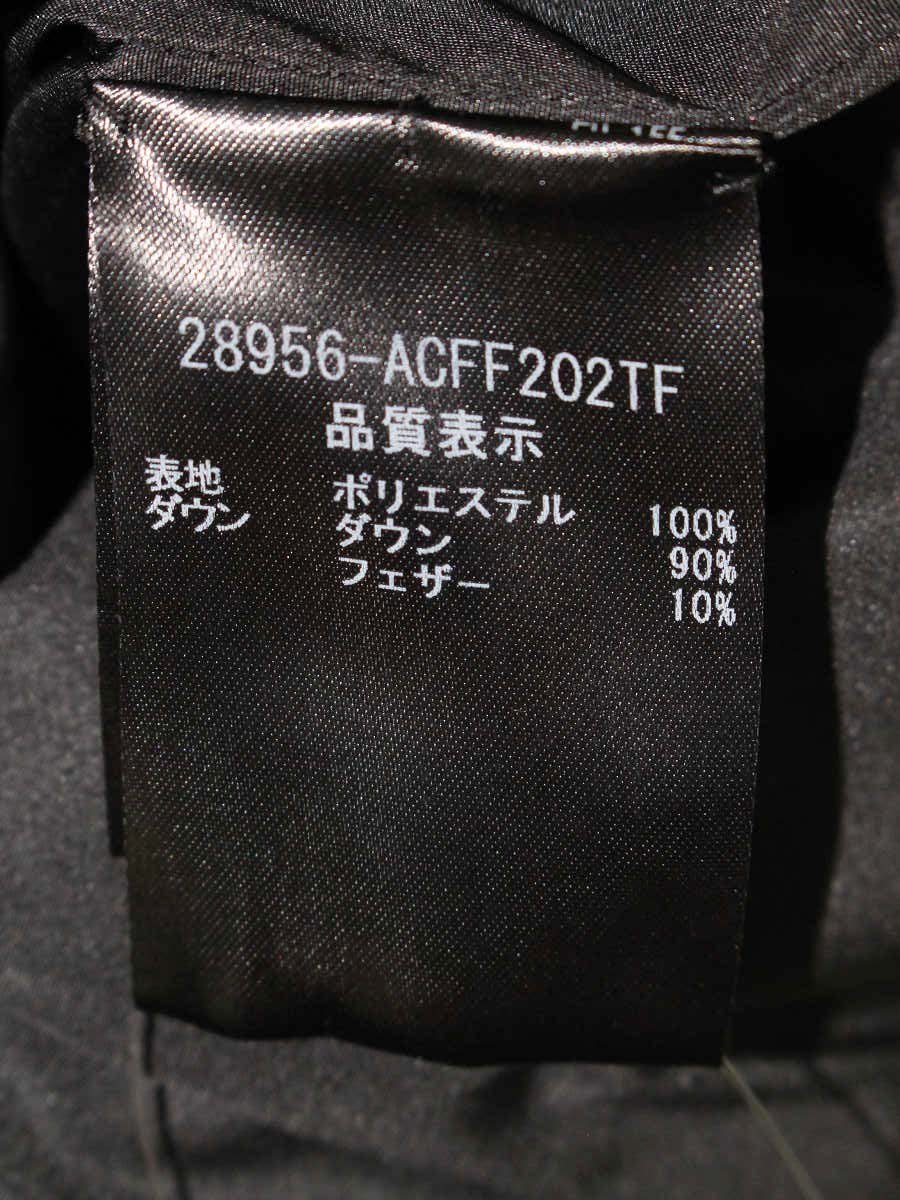 28956-ACFF202TF
品質表示
表地 ポリエステル 100%
ダウン ダウン 90%
フェザー 10%